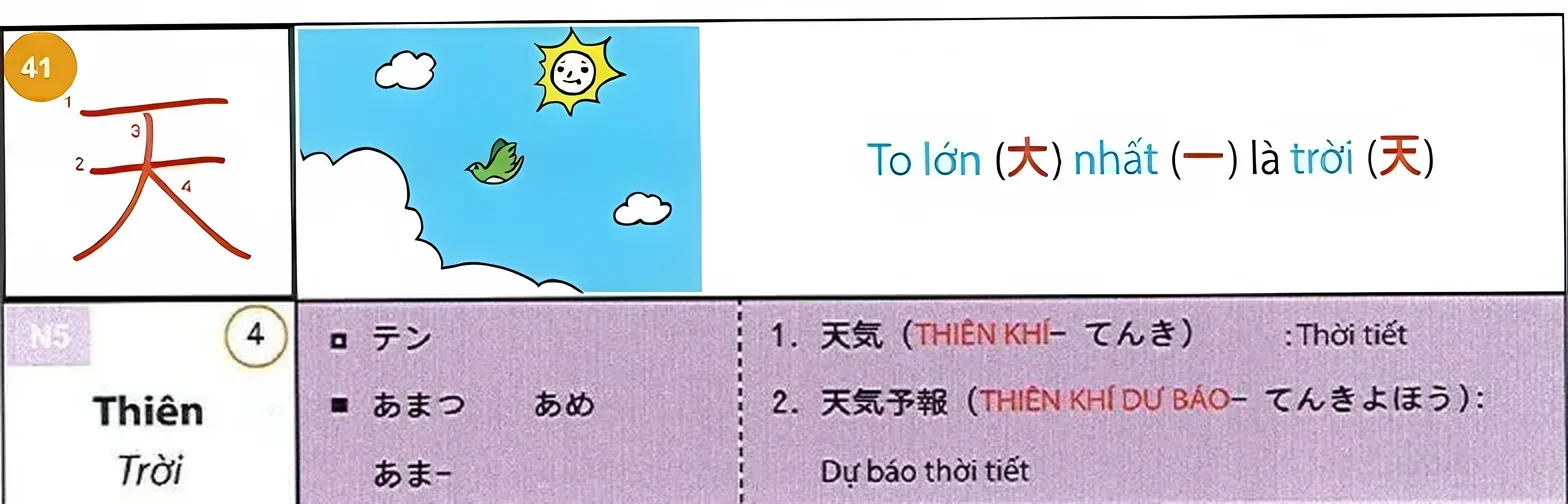 41
1
2
3
4
To lớn (大) nhất (一) là trời (天)
天
N5
4
Thiên
Trời
テン
あまつ あめ
あま–
1. 天気 (THIÊN KHÍ– てんき) : Thời tiết
2. 天気予報 (THIÊN KHÍ DỰ BÁO– てんきよほう):
Dự báo thời tiết